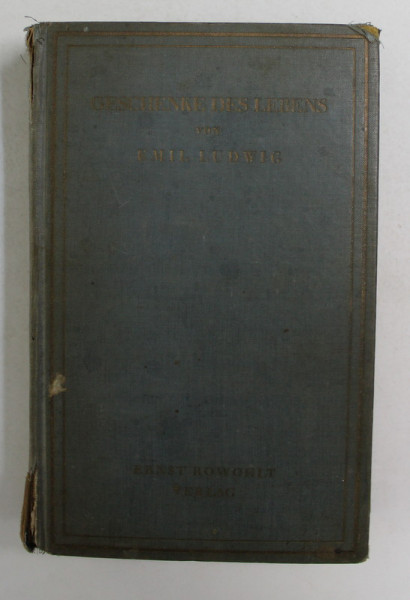 GESCHENKE DES LEBENS
VON
EMIL LUDWIG
ERNST ROWOHLT
VERLAG